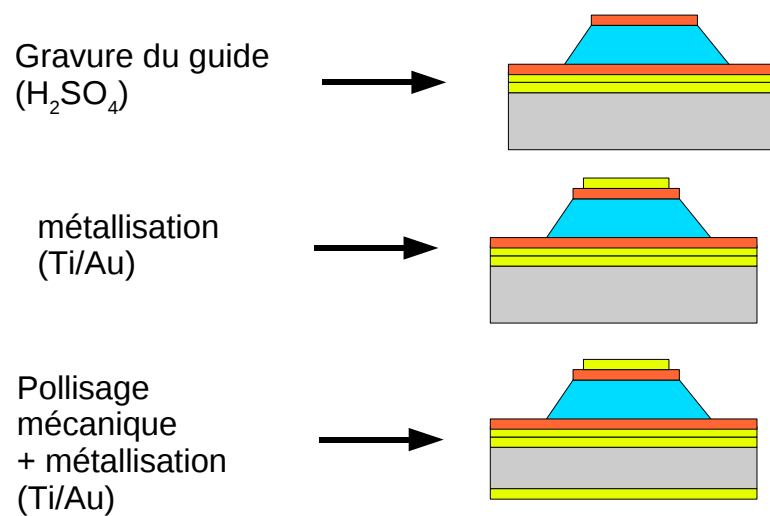 Gravure du guide
(H₂SO₄)
métallisation
(Ti/Au)
Pollisage
mécanique
+ métallisation
(Ti/Au)